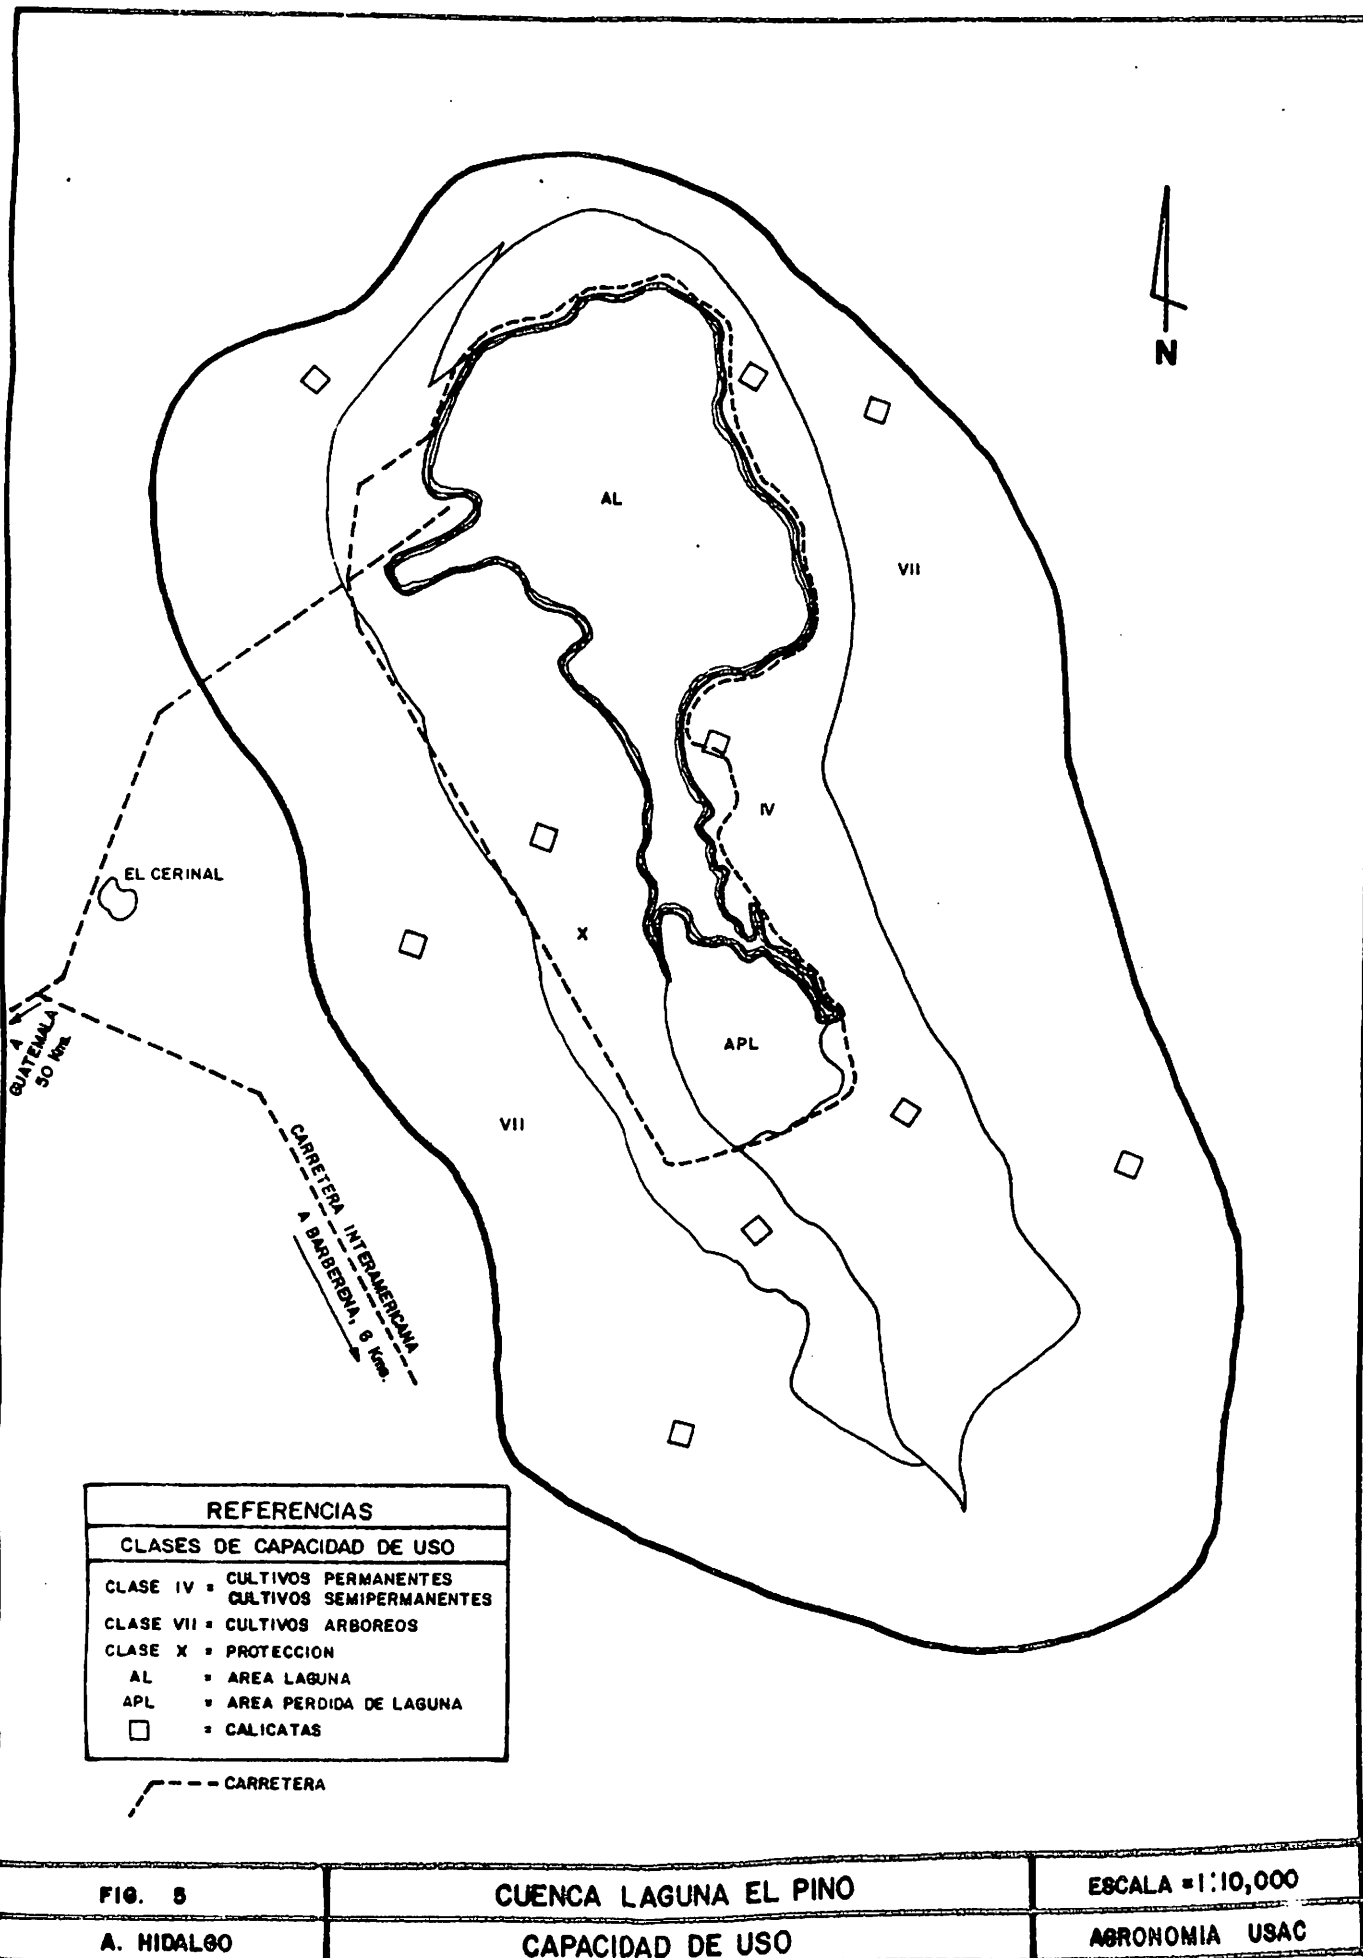 N
AL
VII
IV
EL CERINAL
X
A
GUATEMALA
50 Kms.
APL
VII
CARRETERA INTERAMERICANA
A BARBERENA, 8 Kms.
REFERENCIAS
CLASES DE CAPACIDAD DE USO
CLASE IV = CULTIVOS PERMANENTES
CULTIVOS SEMIPERMANENTES
CLASE VII = CULTIVOS ARBOREOS
CLASE X = PROTECCION
AL = AREA LAGUNA
APL = AREA PERDIDA DE LAGUNA
= CALICATAS
CARRETERA
FIG. 5
CUENCA LAGUNA EL PINO
ESCALA = 1:10,000
A. HIDALGO
CAPACIDAD DE USO
AGRONOMIA USAC